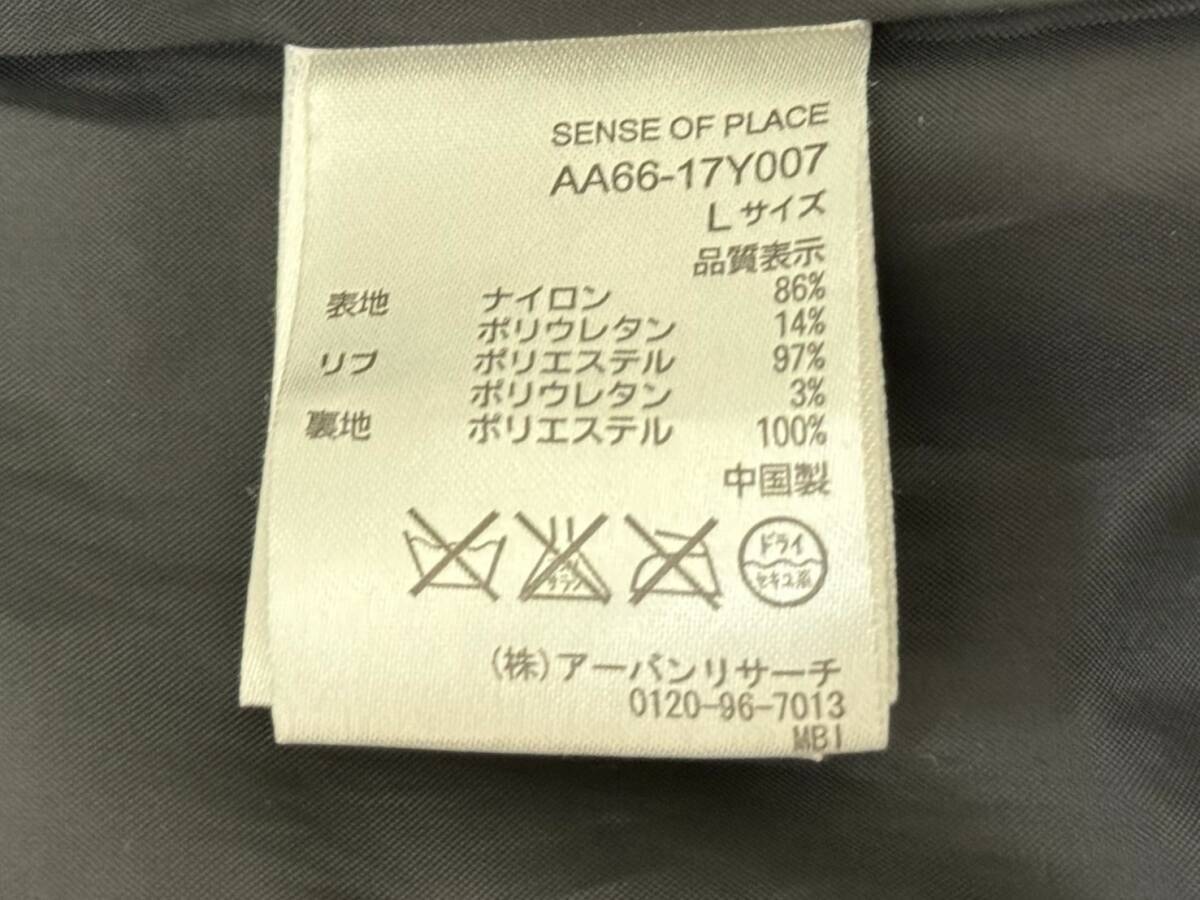 SENSE OF PLACE
AA66-17Y007
Lサイズ
品質表示
表地 ナイロン 86%
ポリウレタン 14%
リブ ポリエステル 97%
ポリウレタン 3%
裏地 ポリエステル 100%
中国製
ドライ
セキユ系
(株)アーバンリサーチ
0120-96-7013
MBI